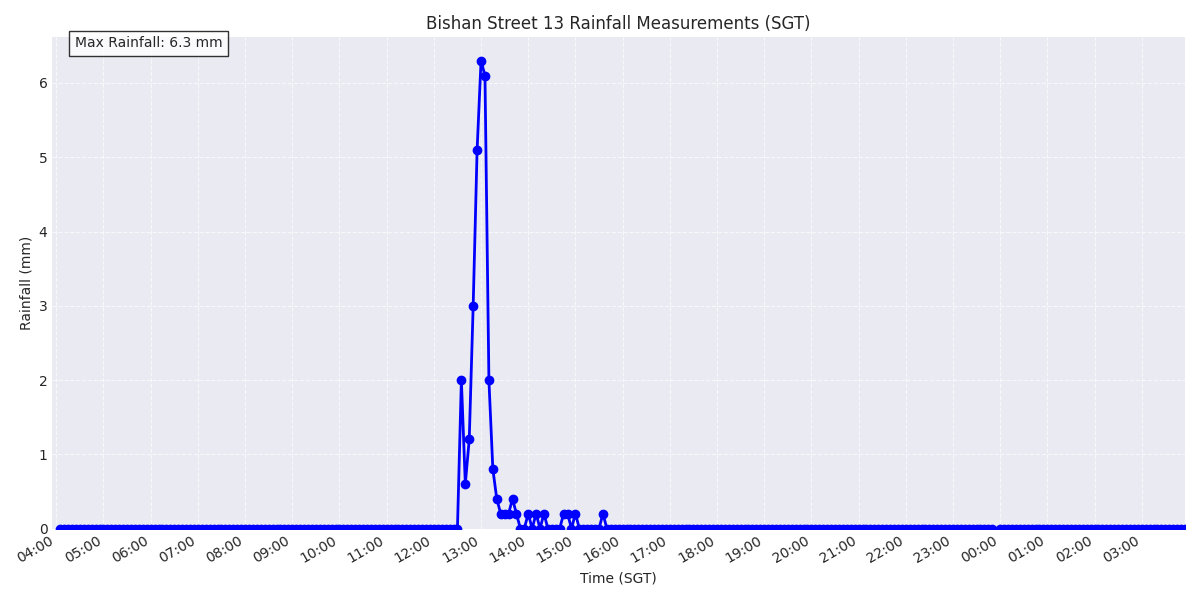 Bishan Street 13 Rainfall Measurements (SGT)
Max Rainfall: 6.3 mm
Rainfall (mm)
6
5
4
3
2
1
0
04:00 05:00 06:00 07:00 08:00 09:00 10:00 11:00 12:00 13:00 14:00 15:00 16:00 17:00 18:00 19:00 20:00 21:00 22:00 23:00 00:00 01:00 02:00 03:00
Time (SGT)